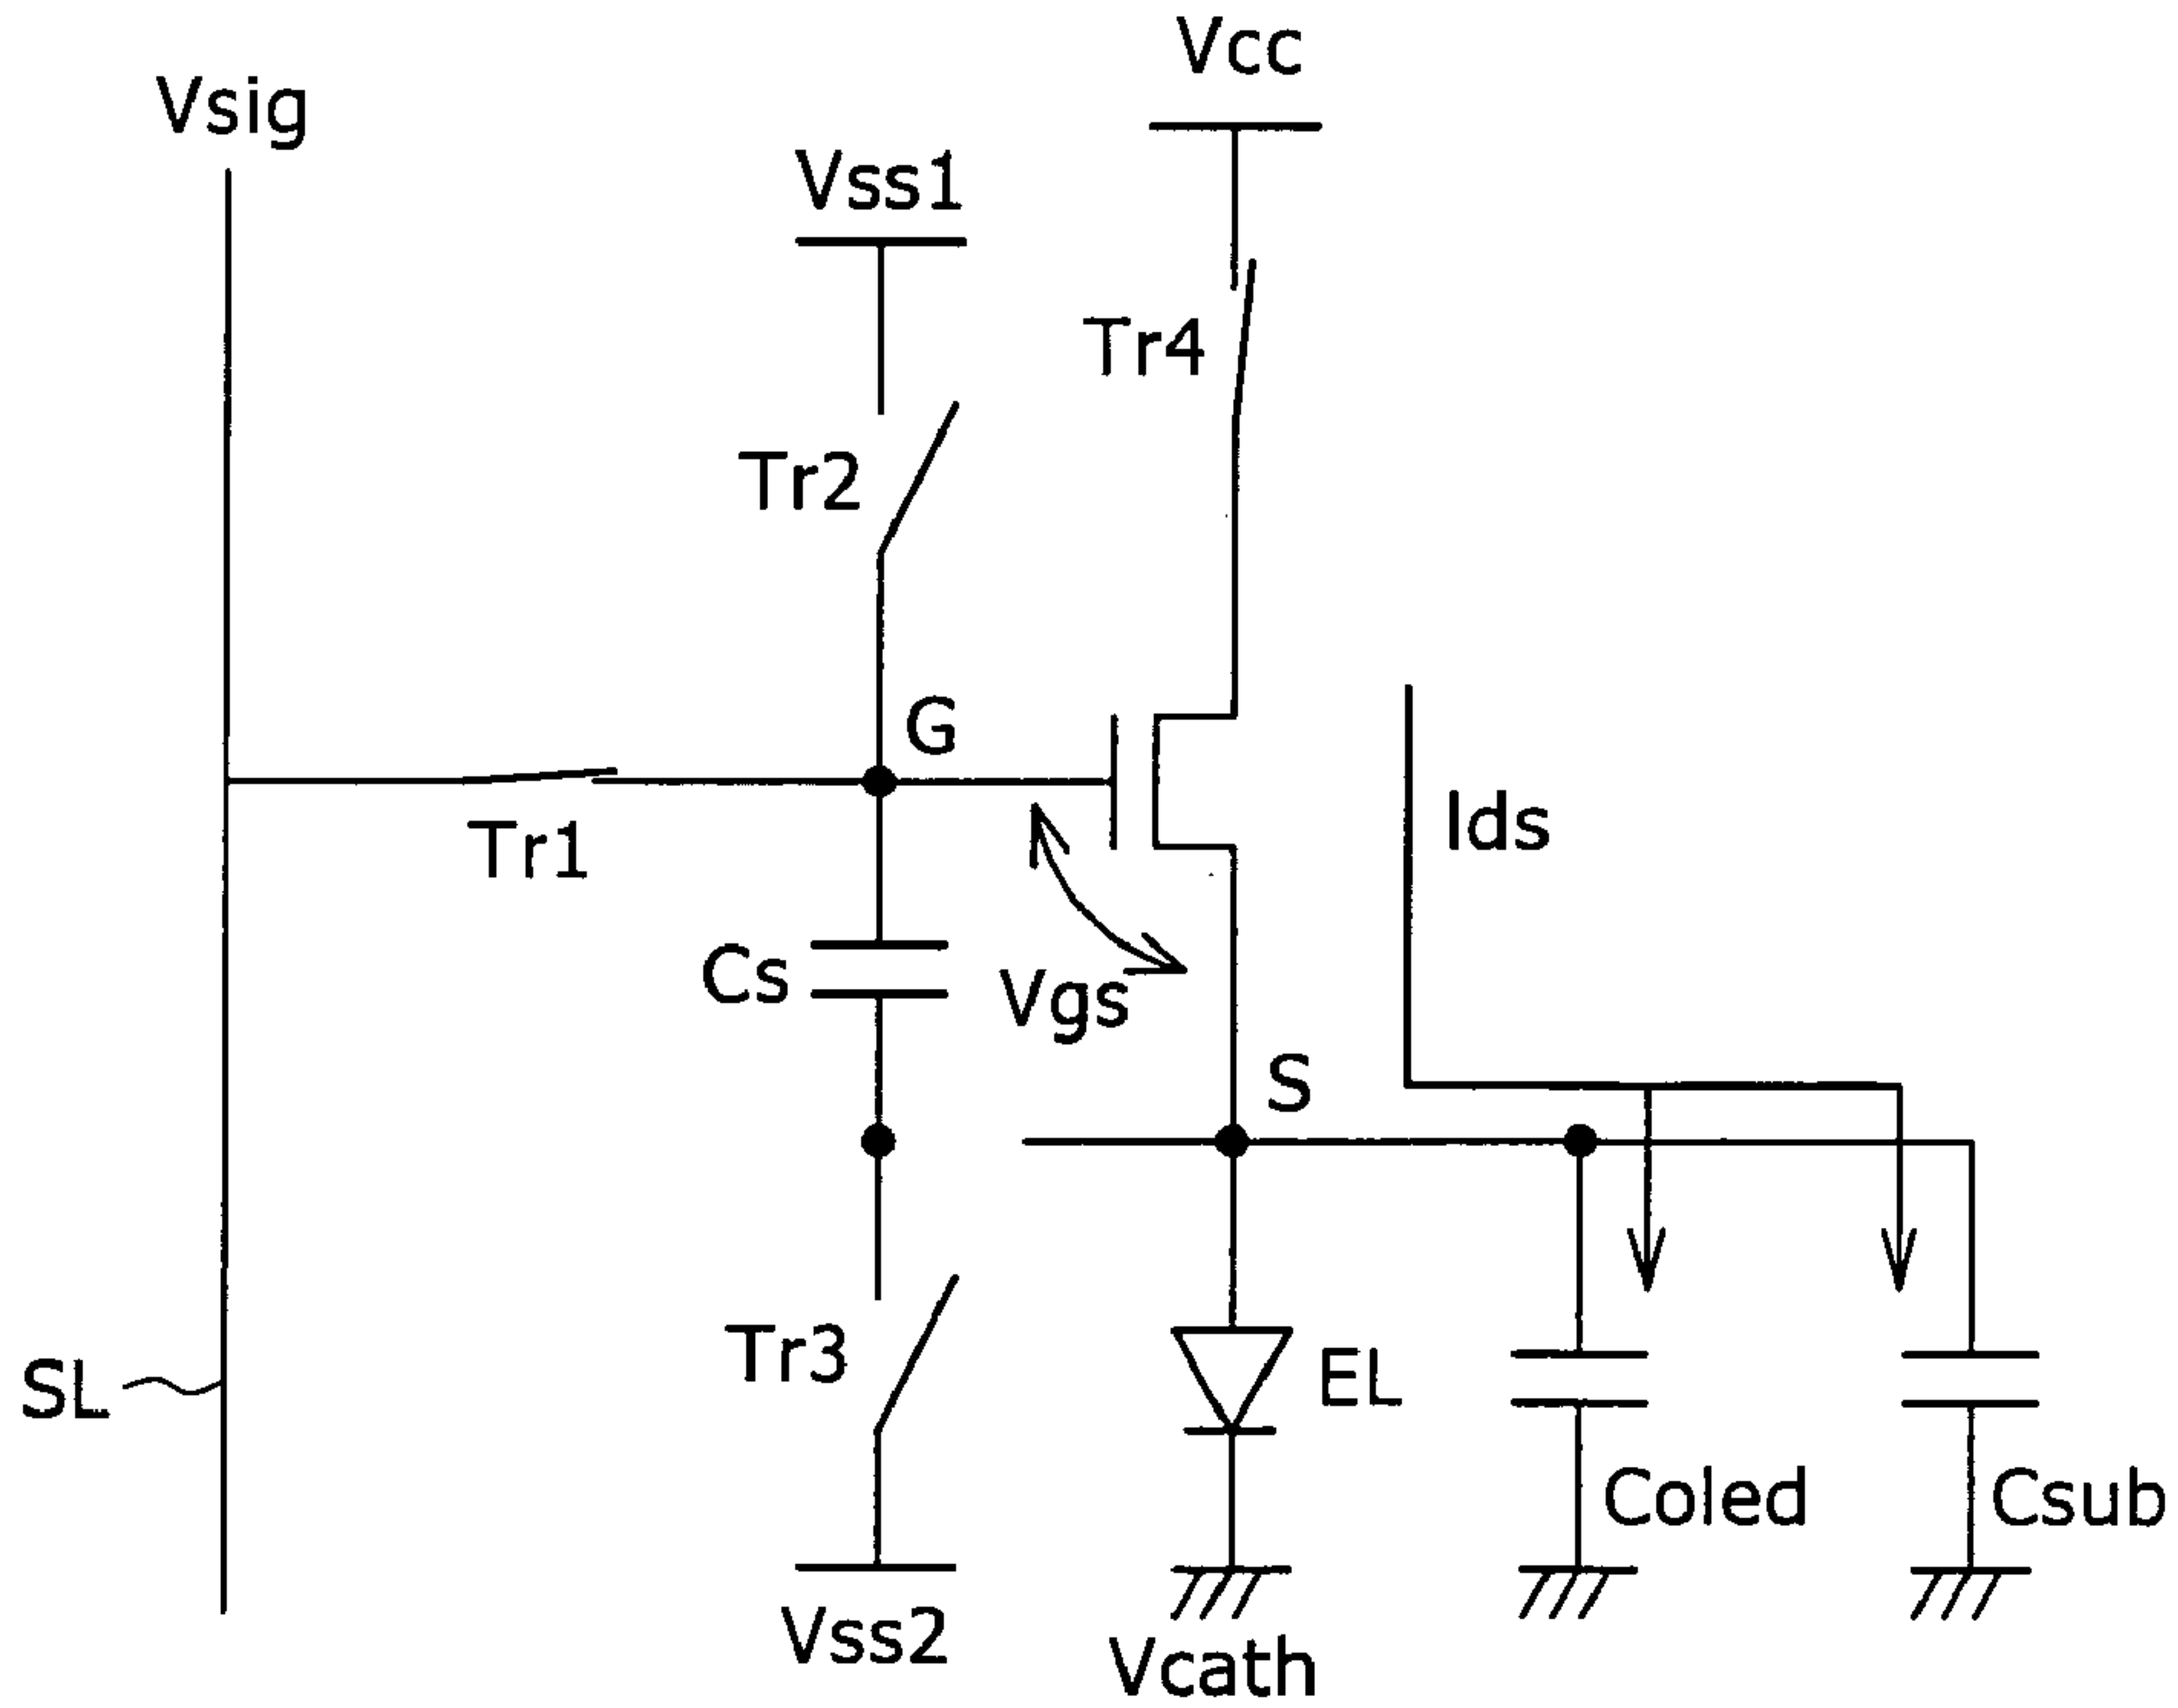 Vcc
Vsig
Vss1
Tr4
Tr2
G
Ids
Tr1
Cs
Vgs
S
Tr3
EL
SL
Coled
Csub
Vss2
Vcath